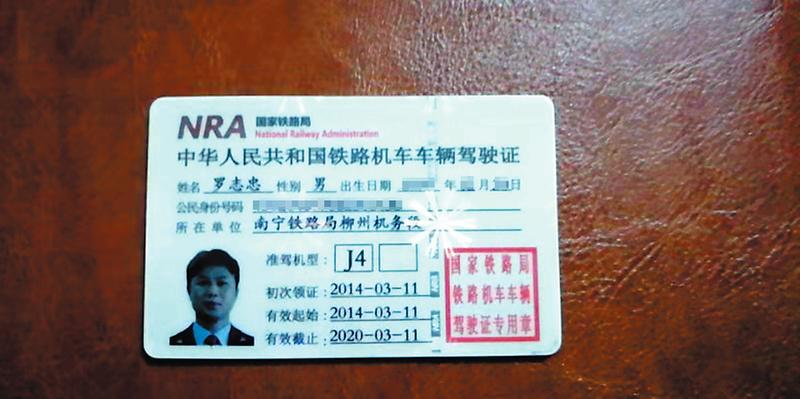 NRA 国家铁路局
National Railway Administration
中华人民共和国铁路机车车辆驾驶证
姓名 罗志忠 性别 男 出生日期 年 月 日
公民身份号码
所在单位 南宁铁路局柳州机务段
准驾机型: J4
初次领证: 2014-03-11
有效起始: 2014-03-11
有效截止: 2020-03-11
国家铁路局
铁路机车车辆
驾驶证专用章